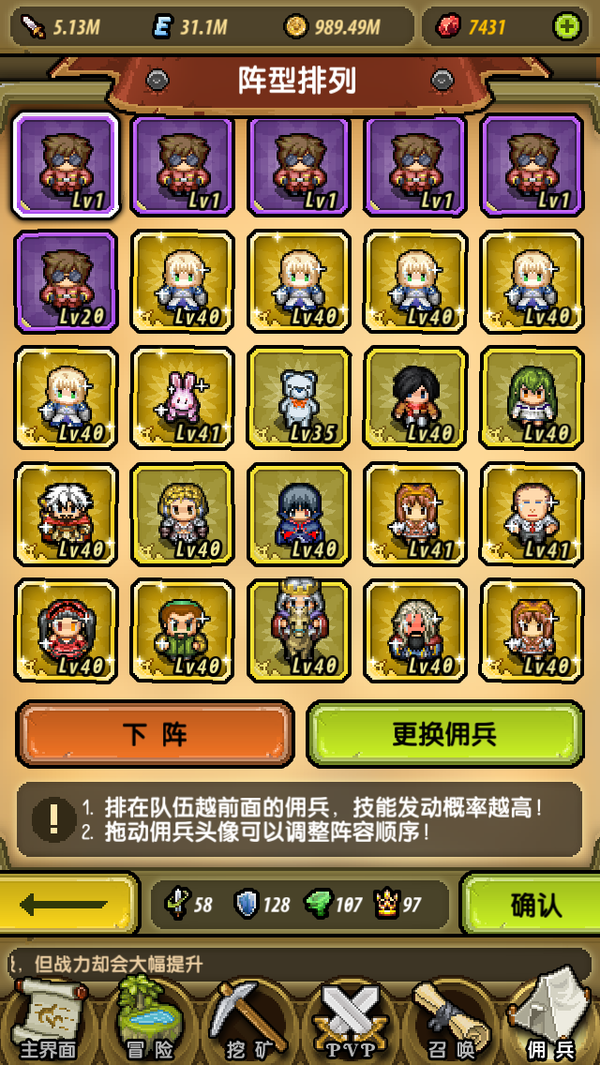 5.13M 31.1M 989.49M 7431
阵型排列
Lv1 Lv1 Lv1 Lv1 Lv1
Lv20 Lv40 Lv40 Lv40 Lv40
Lv40 Lv41 Lv35 Lv40 Lv40
Lv40 Lv40 Lv40 Lv41 Lv41
Lv40 Lv40 Lv40 Lv40 Lv40
下 阵 更换佣兵
1. 排在队伍越前面的佣兵，技能发动概率越高！
2. 拖动佣兵头像可以调整阵容顺序！
58 128 107 97 确认
，但战力却会大幅提升
主界面 冒险 挖矿 PVP 召唤 佣兵